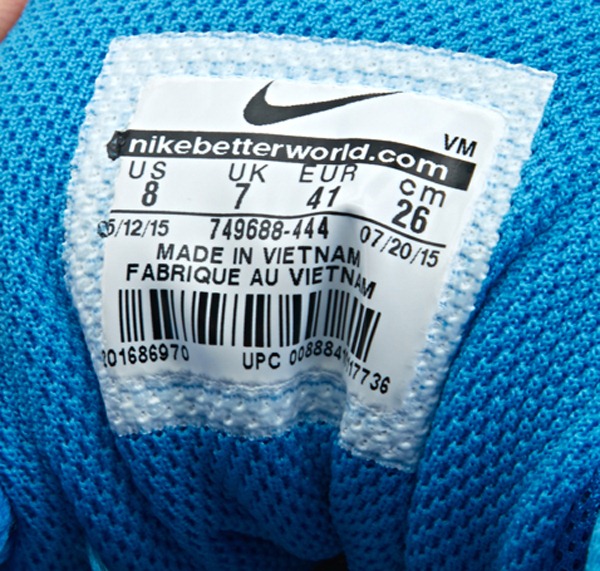 VM
nikebetterworld.com
US UK EUR cm
8 7 41 26
05/12/15 749688-444 07/20/15
MADE IN VIETNAM
FABRIQUE AU VIETNAM
201686970 UPC